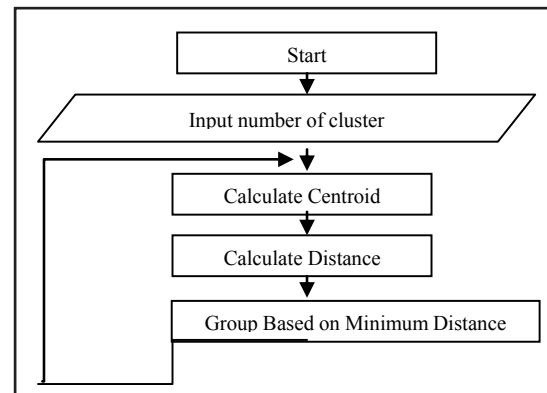 Start
Input number of cluster
Calculate Centroid
Calculate Distance
Group Based on Minimum Distance